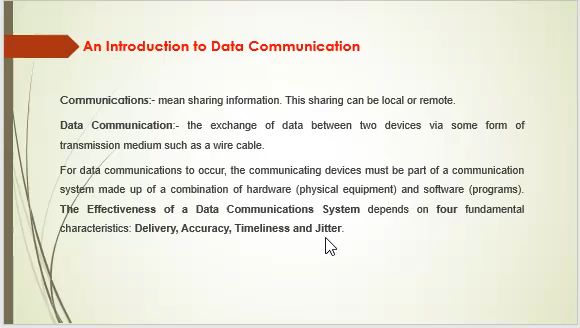 An Introduction to Data Communication
Communications:- mean sharing information. This sharing can be local or remote.
Data Communication:- the exchange of data between two devices via some form of
transmission medium such as a wire cable.
For data communications to occur, the communicating devices must be part of a communication
system made up of a combination of hardware (physical equipment) and software (programs).
The Effectiveness of a Data Communications System depends on four fundamental
characteristics: Delivery, Accuracy, Timeliness and Jitter.